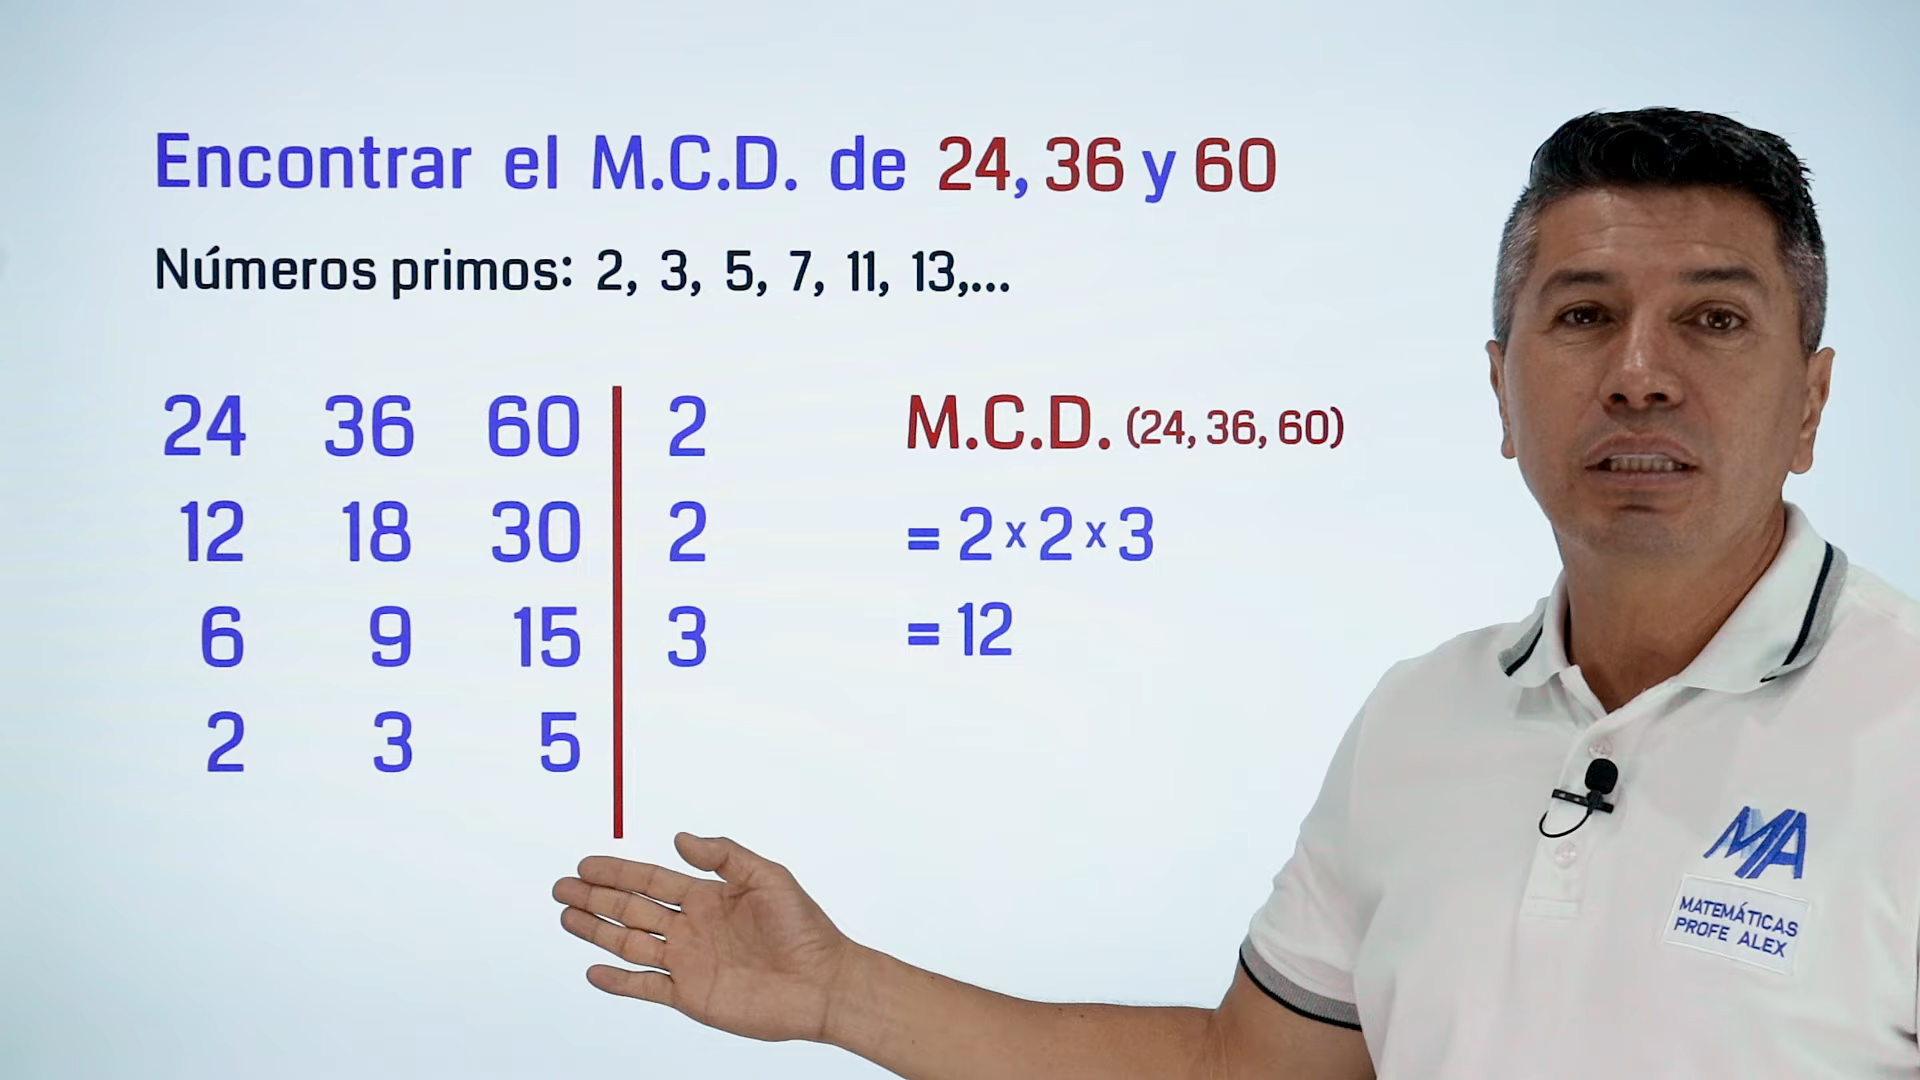 Encontrar el M.C.D. de 24, 36 y 60
Números primos: 2, 3, 5, 7, 11, 13,...
24 36 60 2
12 18 30 2
6 9 15 3
2 3 5
M.C.D. (24, 36, 60)
= 2 x 2 x 3
= 12
MA
MATEMÁTICAS
PROFE ALEX